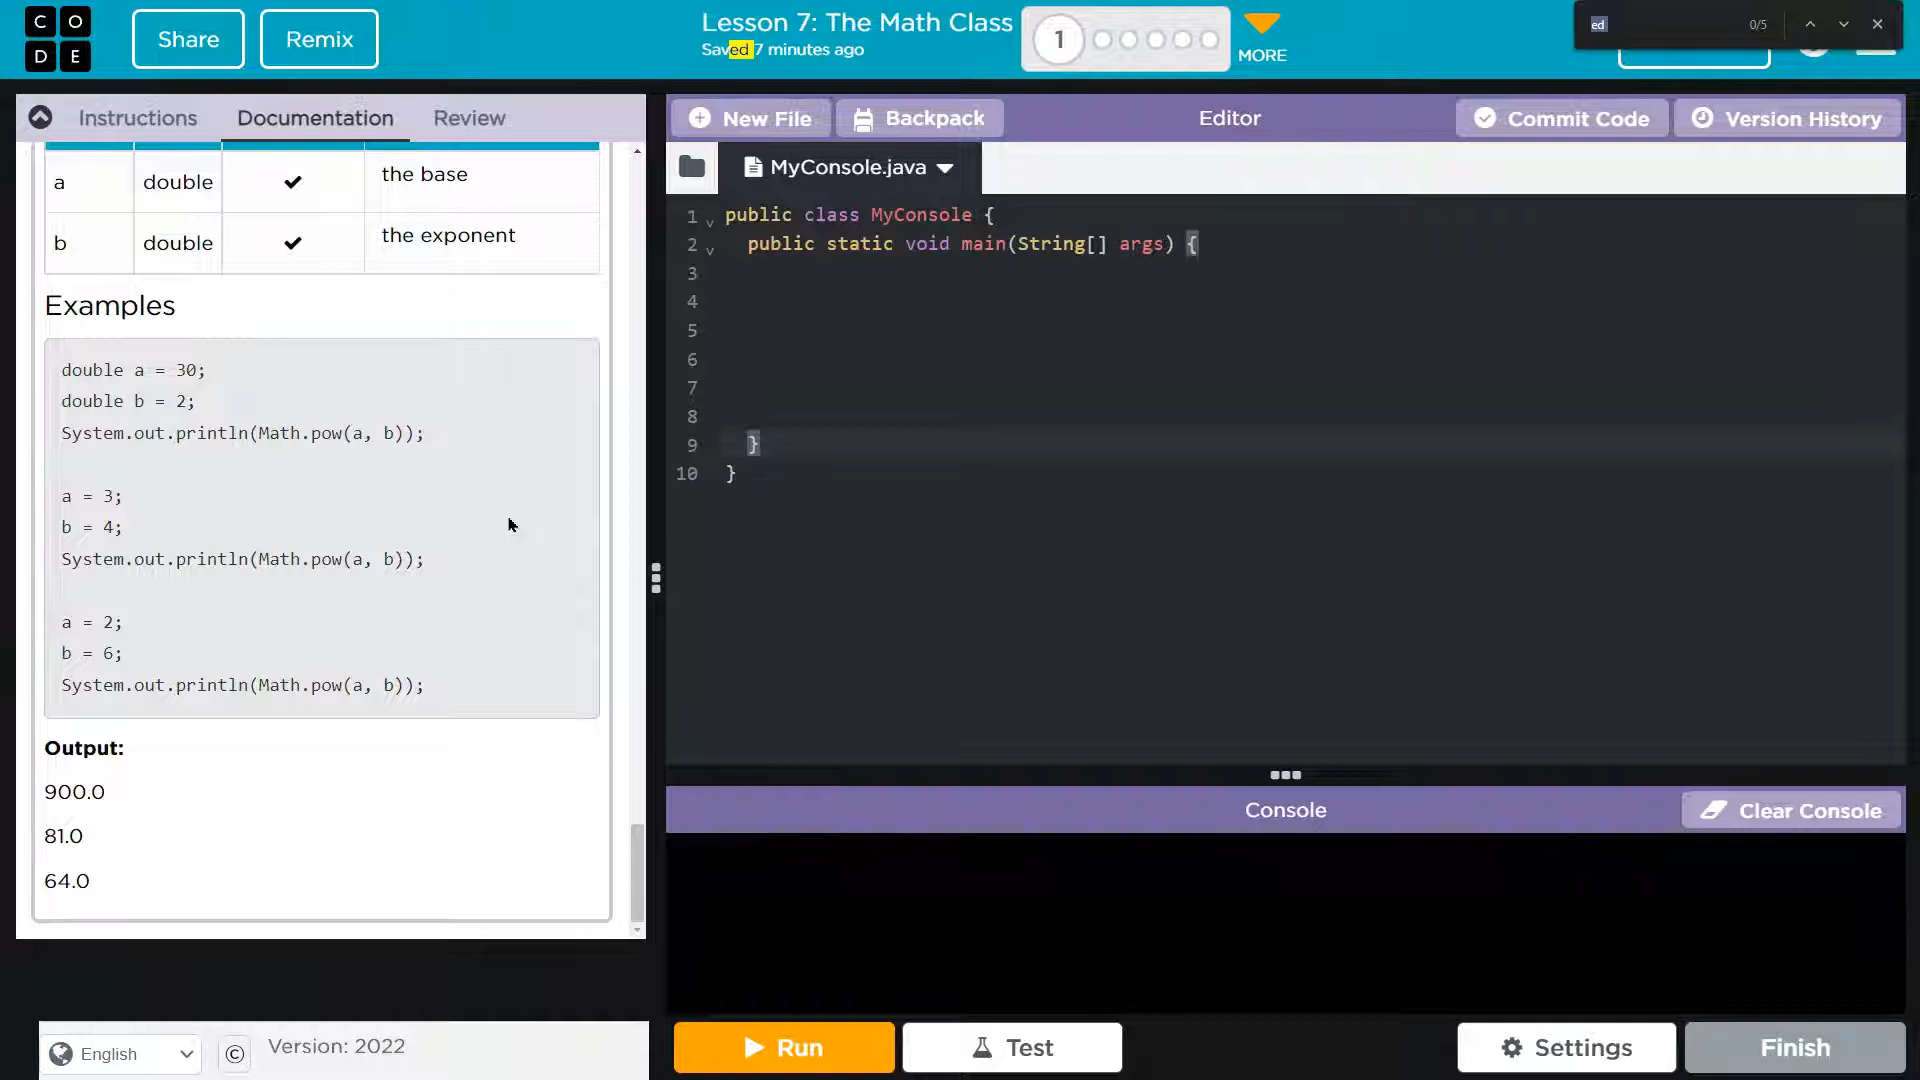 C O
D E
Share
Remix
Lesson 7: The Math Class
Saved 7 minutes ago
1
MORE
ed
0/5
Instructions
Documentation
Review
New File
Backpack
Editor
Commit Code
Version History
MyConsole.java
a double the base
b double the exponent
Examples
double a = 30;
double b = 2;
System.out.println(Math.pow(a, b));
a = 3;
b = 4;
System.out.println(Math.pow(a, b));
a = 2;
b = 6;
System.out.println(Math.pow(a, b));
Output:
900.0
81.0
64.0
1 public class MyConsole {
2 public static void main(String[] args) {
3
4
5
6
7
8
9 }
10 }
Console
Clear Console
English
©
Version: 2022
Run
Test
Settings
Finish